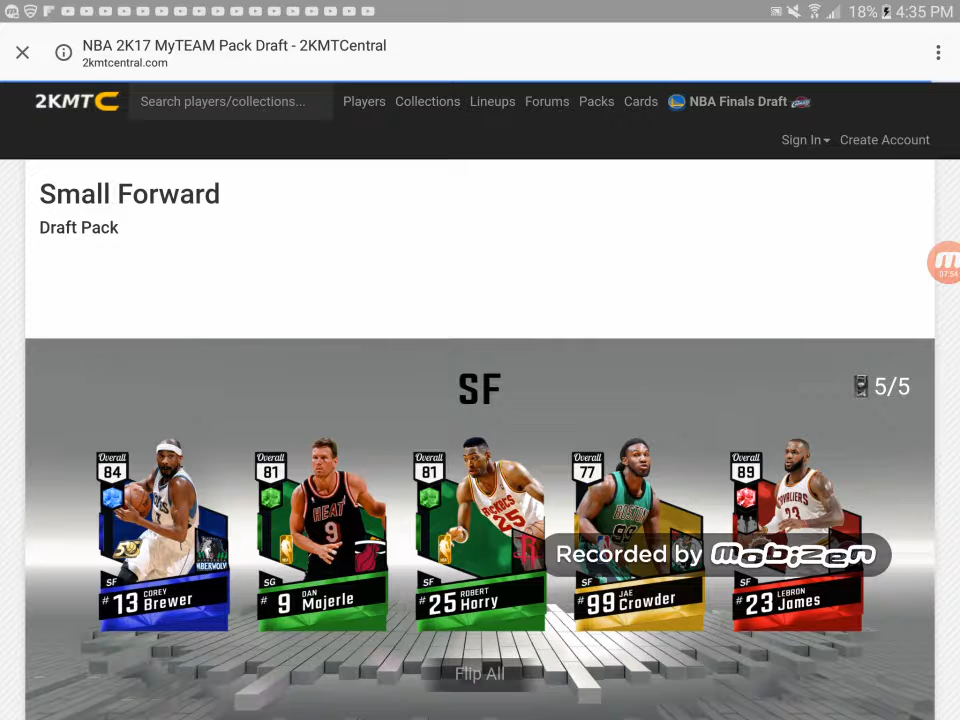 18% 4:35 PM
NBA 2K17 MyTEAM Pack Draft - 2KMTCentral
2kmtcentral.com
2KMTC Search players/collections... Players Collections Lineups Forums Packs Cards NBA Finals Draft
Sign In Create Account
Small Forward
Draft Pack
07:54
SF
5/5
Overall 84 Overall 81 Overall 81 Overall 77 Overall 89
Recorded by mobizen
SF SG SF SF SF
#13 COREY Brewer
#9 DAN Majerle
#25 ROBERT Horry
#99 JAE Crowder
#23 LEBRON James
Flip All